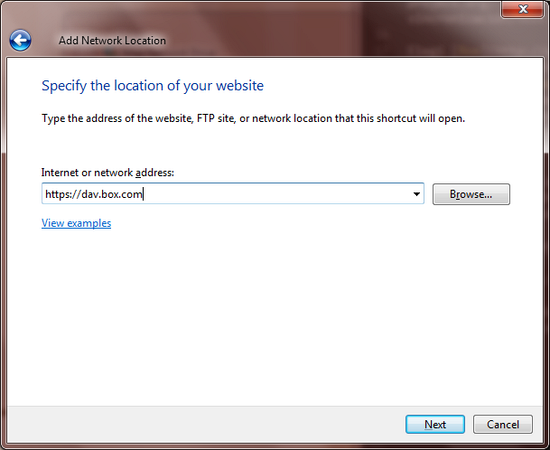 Add Network Location
Specify the location of your website
Type the address of the website, FTP site, or network location that this shortcut will open.
Internet or network address:
https://dav.box.com
Browse...
View examples
Next
Cancel